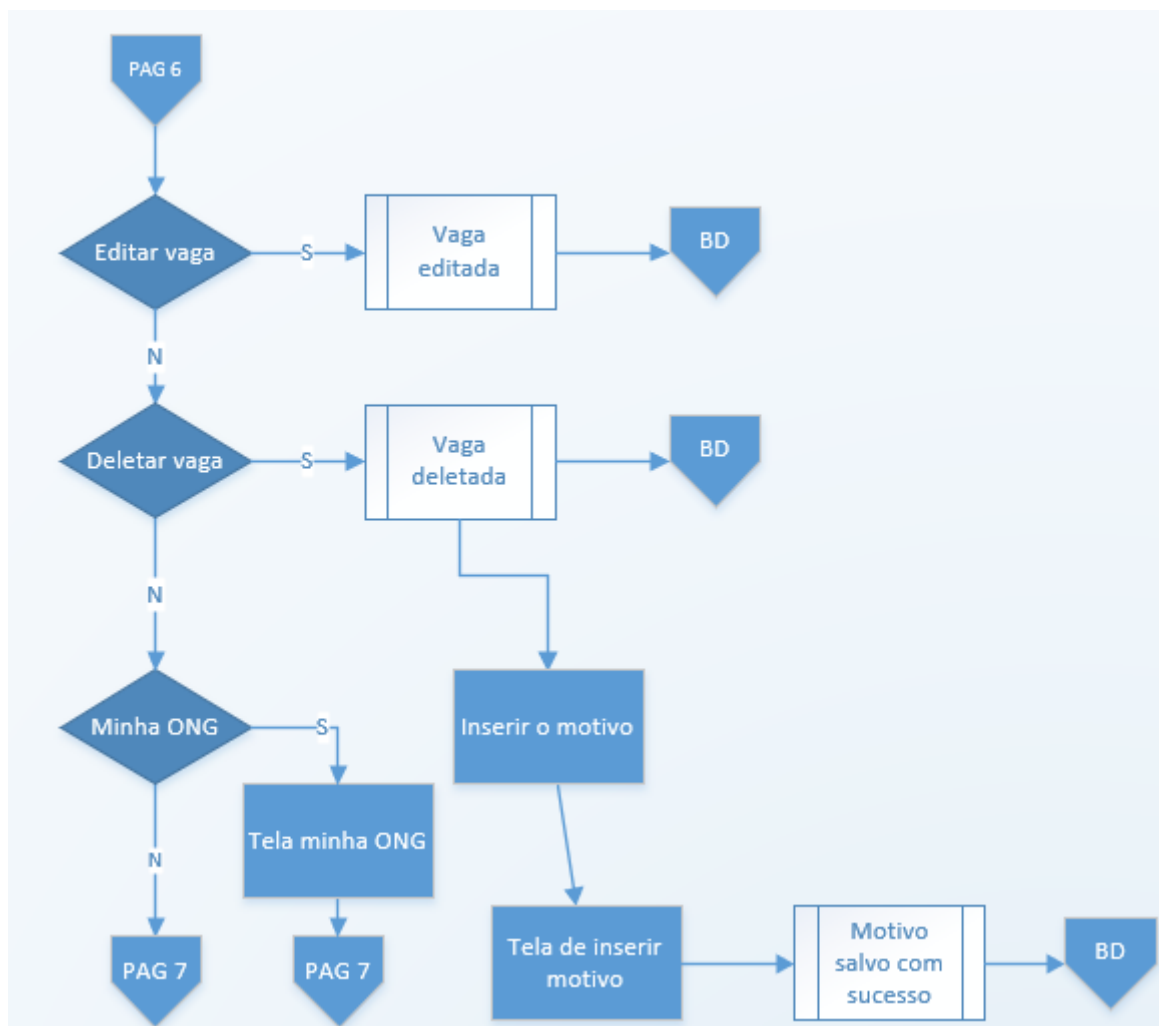 PAG 6
Editar vaga
S
Vaga
editada
BD
N
Deletar vaga
S
Vaga
deletada
BD
N
Minha ONG
S
Inserir o motivo
Tela minha ONG
N
PAG 7
PAG 7
Tela de inserir
motivo
Motivo
salvo com
sucesso
BD